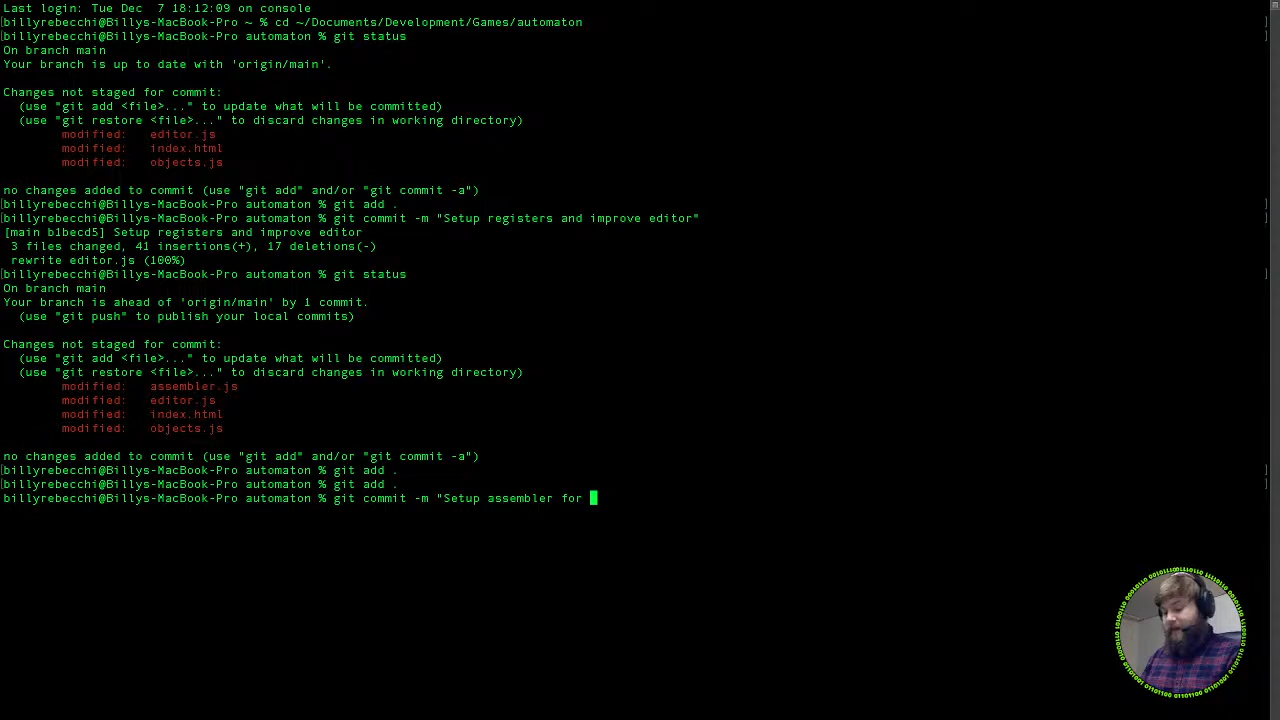 Last login: Tue Dec  7 18:12:09 on console
[billyrebecchi@Billys-MacBook-Pro ~ % cd ~/Documents/Development/Games/automaton ]
[billyrebecchi@Billys-MacBook-Pro automaton % git status ]
On branch main
Your branch is up to date with 'origin/main'.

Changes not staged for commit:
  (use "git add <file>..." to update what will be committed)
  (use "git restore <file>..." to discard changes in working directory)
        modified:   editor.js
        modified:   index.html
        modified:   objects.js

no changes added to commit (use "git add" and/or "git commit -a")
[billyrebecchi@Billys-MacBook-Pro automaton % git add . ]
[billyrebecchi@Billys-MacBook-Pro automaton % git commit -m "Setup registers and improve editor" ]
[main b1becd5] Setup registers and improve editor
 3 files changed, 41 insertions(+), 17 deletions(-)
 rewrite editor.js (100%)
[billyrebecchi@Billys-MacBook-Pro automaton % git status ]
On branch main
Your branch is ahead of 'origin/main' by 1 commit.
  (use "git push" to publish your local commits)

Changes not staged for commit:
  (use "git add <file>..." to update what will be committed)
  (use "git restore <file>..." to discard changes in working directory)
        modified:   assembler.js
        modified:   editor.js
        modified:   index.html
        modified:   objects.js

no changes added to commit (use "git add" and/or "git commit -a")
[billyrebecchi@Billys-MacBook-Pro automaton % git add . ]
[billyrebecchi@Billys-MacBook-Pro automaton % git add . ]
billyrebecchi@Billys-MacBook-Pro automaton % git commit -m "Setup assembler for